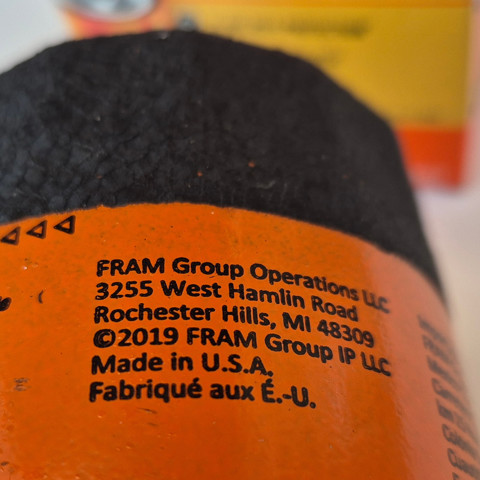 FRAM Group Operations LLC
3255 West Hamlin Road
Rochester Hills, MI 48309
©2019 FRAM Group IP LLC
Made in U.S.A.
Fabriqué aux É.-U.